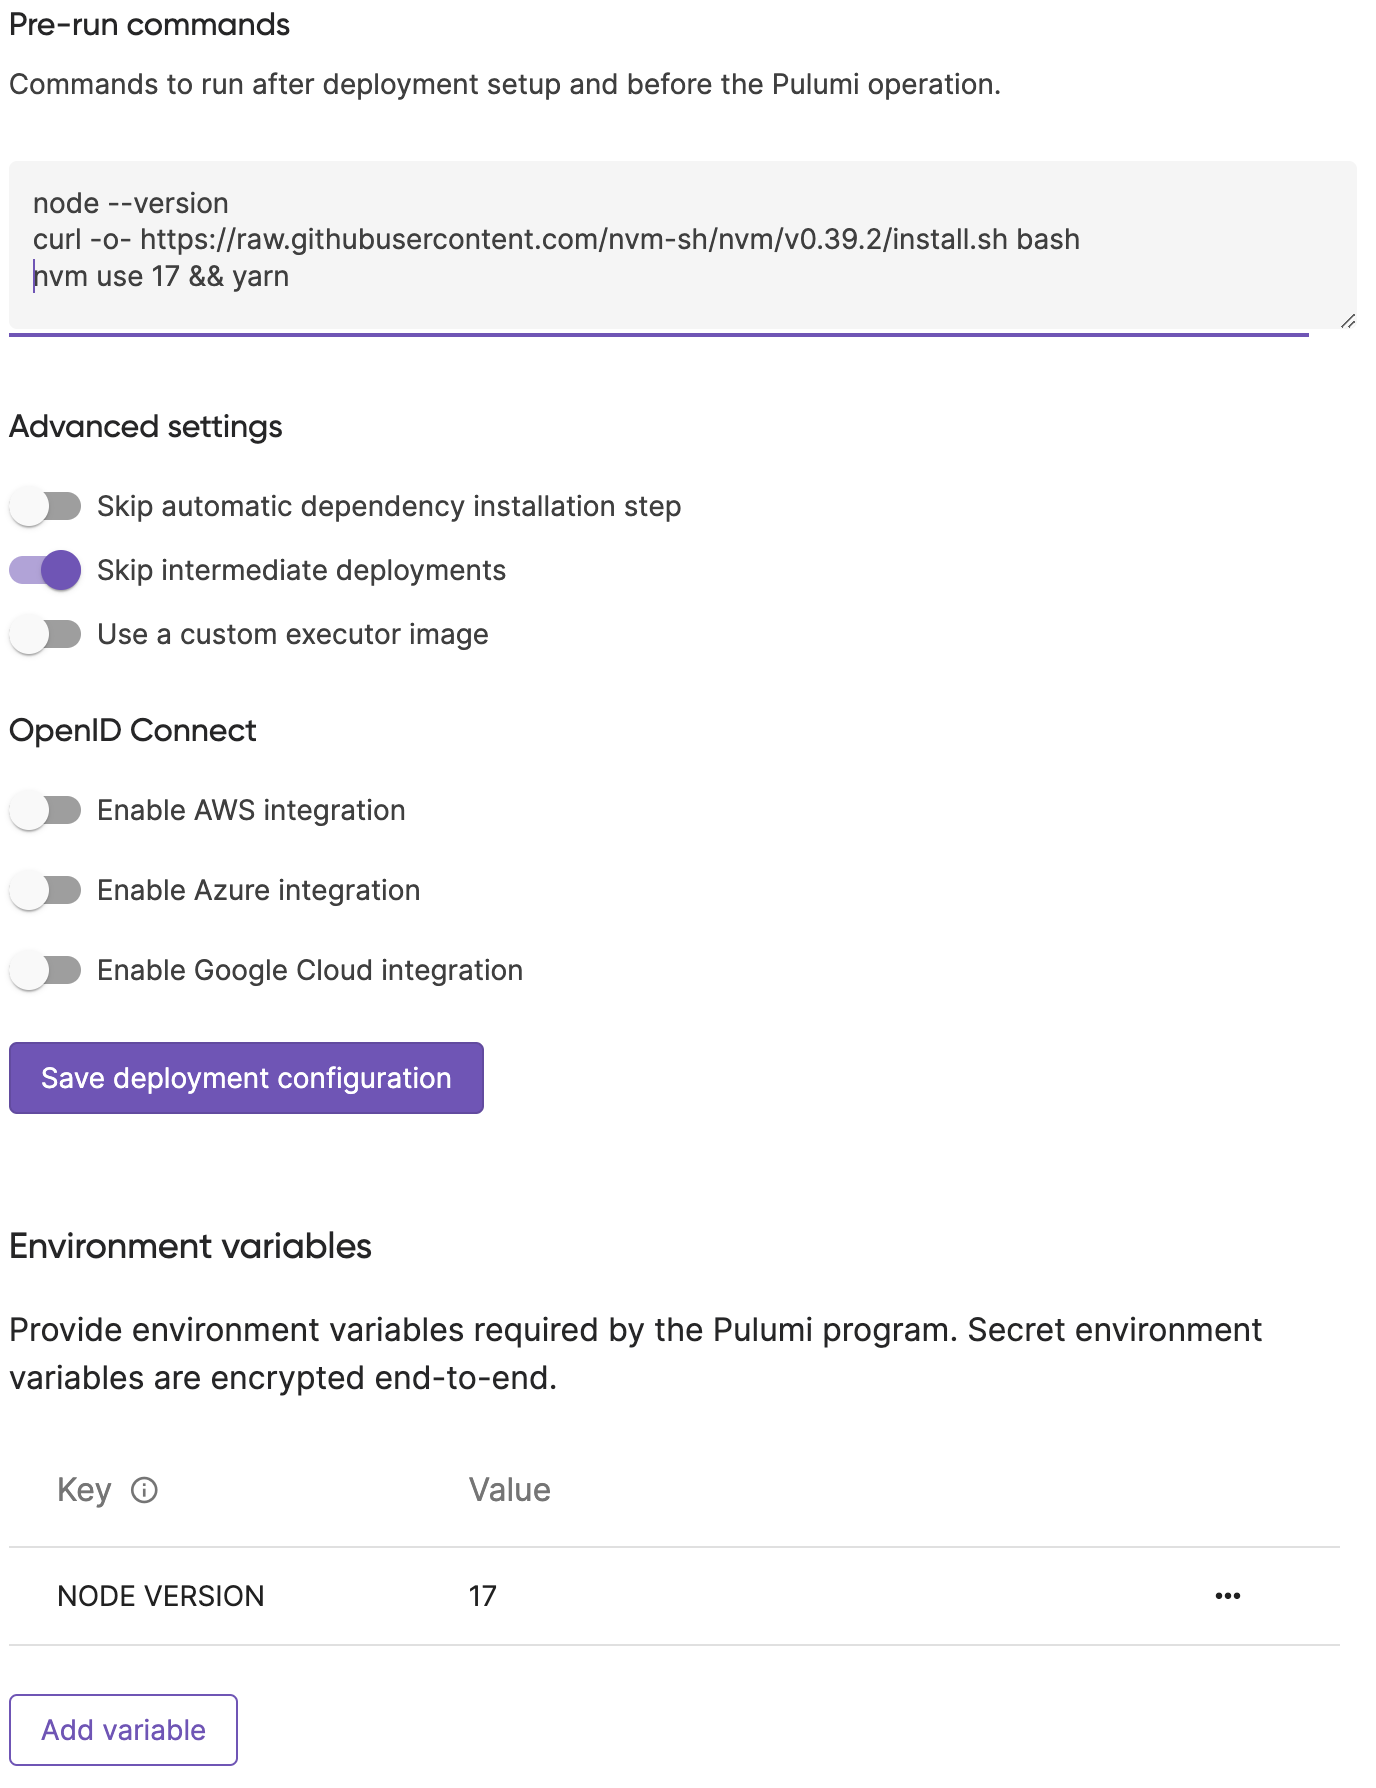 Pre-run commands
Commands to run after deployment setup and before the Pulumi operation.
node --version
curl -o- https://raw.githubusercontent.com/nvm-sh/nvm/v0.39.2/install.sh bash
nvm use 17 && yarn
Advanced settings
Skip automatic dependency installation step
Skip intermediate deployments
Use a custom executor image
OpenID Connect
Enable AWS integration
Enable Azure integration
Enable Google Cloud integration
Save deployment configuration
Environment variables
Provide environment variables required by the Pulumi program. Secret environment
variables are encrypted end-to-end.
Key Value
NODE VERSION 17
Add variable